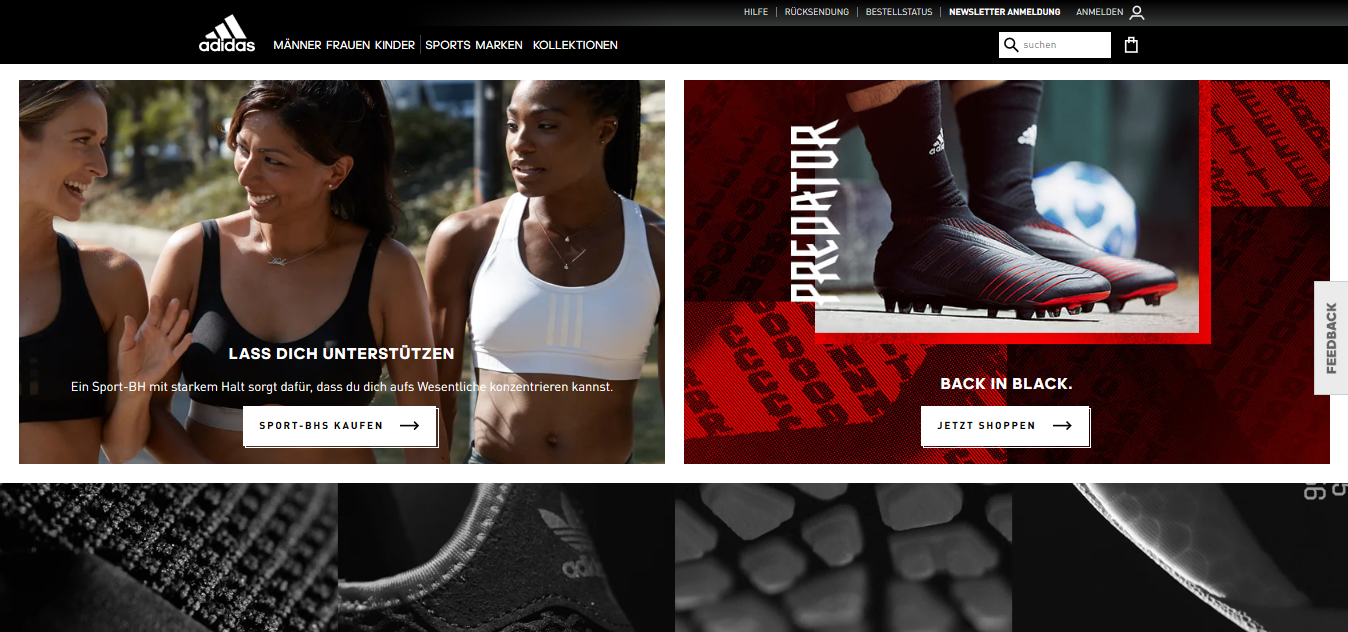 HILFE RÜCKSENDUNG BESTELLSTATUS NEWSLETTER ANMELDUNG ANMELDEN
adidas
MÄNNER FRAUEN KINDER SPORTS MARKEN KOLLEKTIONEN
suchen
LASS DICH UNTERSTÜTZEN
Ein Sport-BH mit starkem Halt sorgt dafür, dass du dich aufs Wesentliche konzentrieren kannst.
SPORT-BHS KAUFEN
PREDATOR
BACK IN BLACK.
JETZT SHOPPEN
FEEDBACK